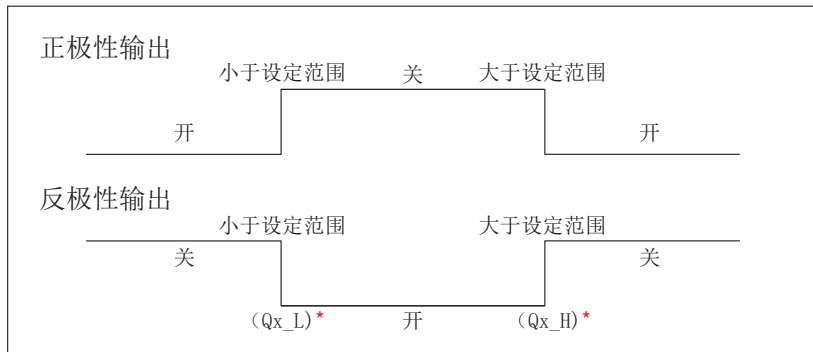 正极性输出
小于设定范围 关 大于设定范围
开 开
反极性输出
小于设定范围 大于设定范围
关 关
(Qx_L)* 开 (Qx_H)*